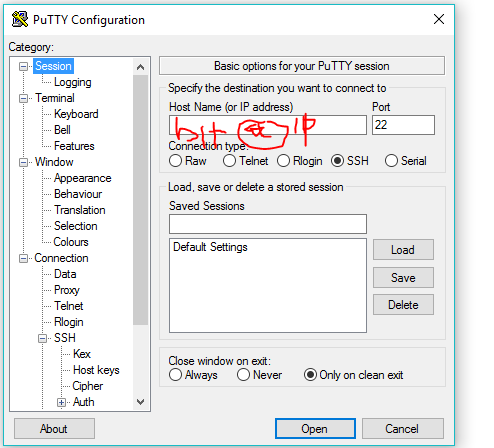 PuTTY Configuration
Category:
Session
Logging
Terminal
Keyboard
Bell
Features
Window
Appearance
Behaviour
Translation
Selection
Colours
Connection
Data
Proxy
Telnet
Rlogin
SSH
Kex
Host keys
Cipher
Auth
Basic options for your PuTTY session
Specify the destination you want to connect to
Host Name (or IP address) Port
IP 22
Connection type:
Raw Telnet Rlogin SSH Serial
Load, save or delete a stored session
Saved Sessions
Default Settings
Load
Save
Delete
Close window on exit:
Always Never Only on clean exit
About Open Cancel